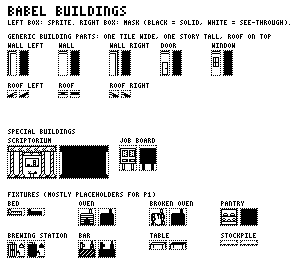 BABEL BUILDINGS
LEFT BOX: SPRITE. RIGHT BOX: MASK (BLACK = SOLID, WHITE = SEE-THROUGH).
GENERIC BUILDING PARTS: ONE TILE WIDE, ONE STORY TALL, ROOF ON TOP
WALL LEFT WALL WALL RIGHT DOOR WINDOW
ROOF LEFT ROOF ROOF RIGHT
SPECIAL BUILDINGS
SCRIPTORIUM JOB BOARD
FIXTURES (MOSTLY PLACEHOLDERS FOR P1)
BED OVEN BROKEN OVEN PANTRY
BREWING STATION BAR TABLE STOCKPILE